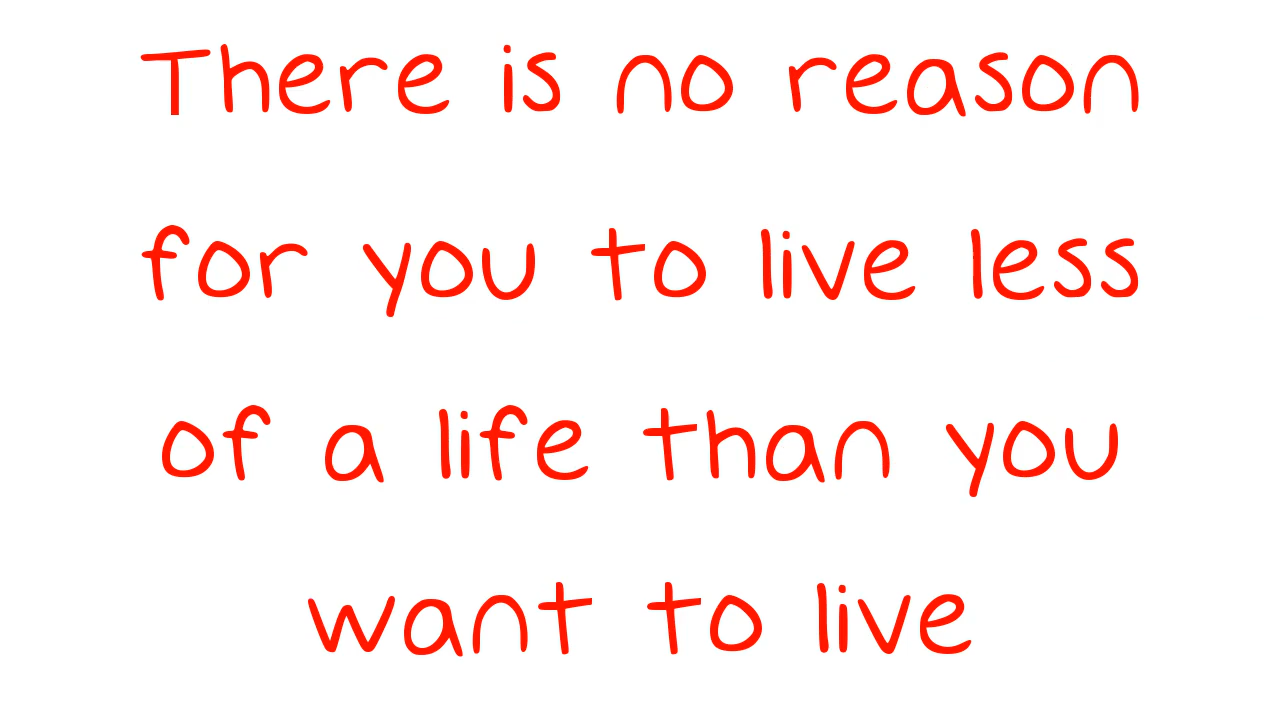 There is no reason
for you to live less
of a life than you
want to live